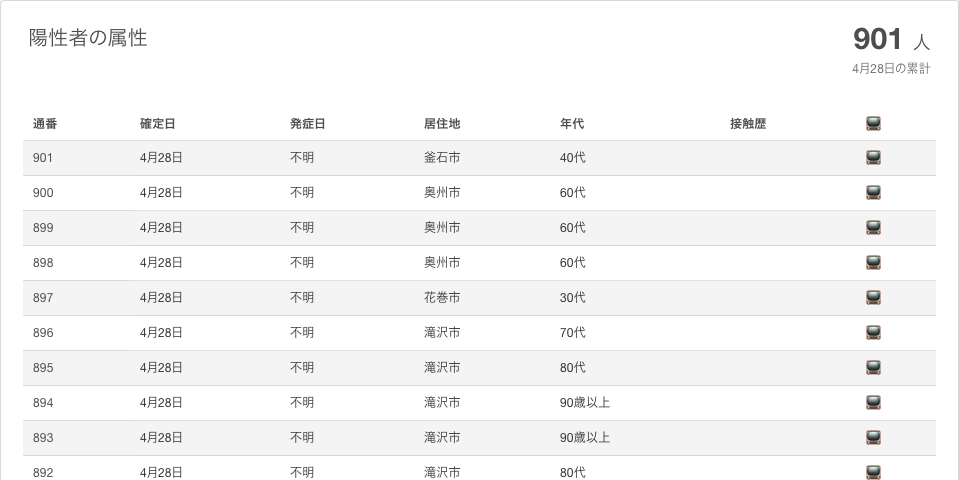 陽性者の属性
901 人
4月28日の累計
通番 確定日 発症日 居住地 年代 接触歴
901 4月28日 不明 釜石市 40代
900 4月28日 不明 奥州市 60代
899 4月28日 不明 奥州市 60代
898 4月28日 不明 奥州市 60代
897 4月28日 不明 花巻市 30代
896 4月28日 不明 滝沢市 70代
895 4月28日 不明 滝沢市 80代
894 4月28日 不明 滝沢市 90歳以上
893 4月28日 不明 滝沢市 90歳以上
892 4月28日 不明 滝沢市 80代